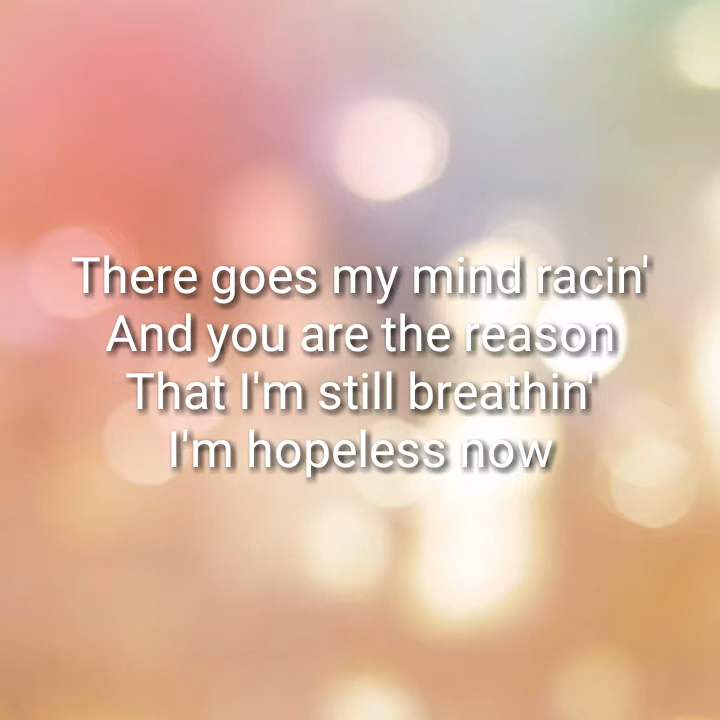 There goes my mind racin'
And you are the reason
That I'm still breathin'
I'm hopeless now